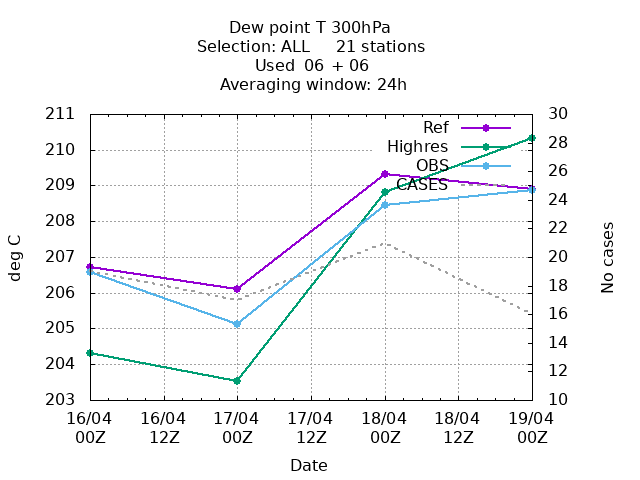 Dew point T 300hPa
Selection: ALL 21 stations
Used 06 + 06
Averaging window: 24h
deg C
211
210
209
208
207
206
205
204
203
Ref
Highres
OBS
CASES
30
28
26
24
22
20
18
16
14
12
10
No cases
16/04 16/04 17/04 17/04 18/04 18/04 19/04
00Z 12Z 00Z 12Z 00Z 12Z 00Z
Date